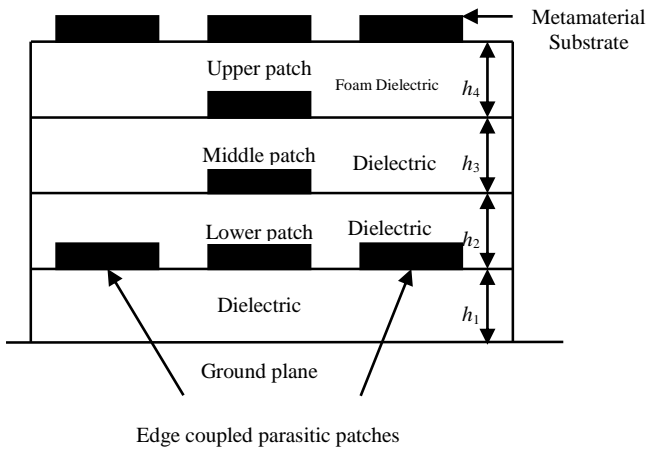 Metamaterial
Substrate
Upper patch
Foam Dielectric
h4
Middle patch
Dielectric
h3
Lower patch
Dielectric
h2
Dielectric
h1
Ground plane
Edge coupled parasitic patches